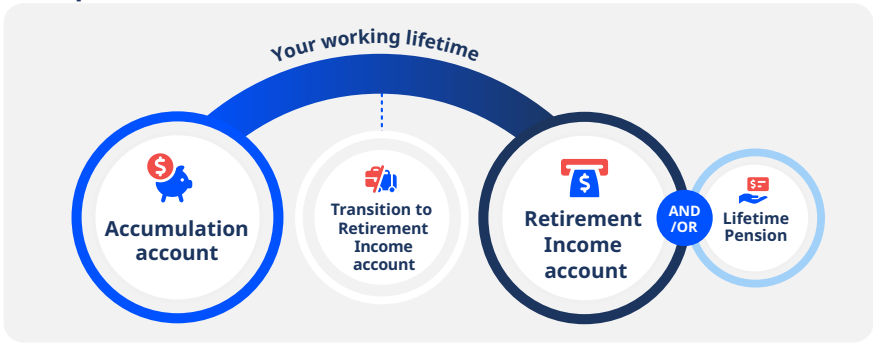 Your working lifetime
Accumulation
account
Transition to
Retirement
Income
account
Retirement
Income
account
AND
/OR
Lifetime
Pension